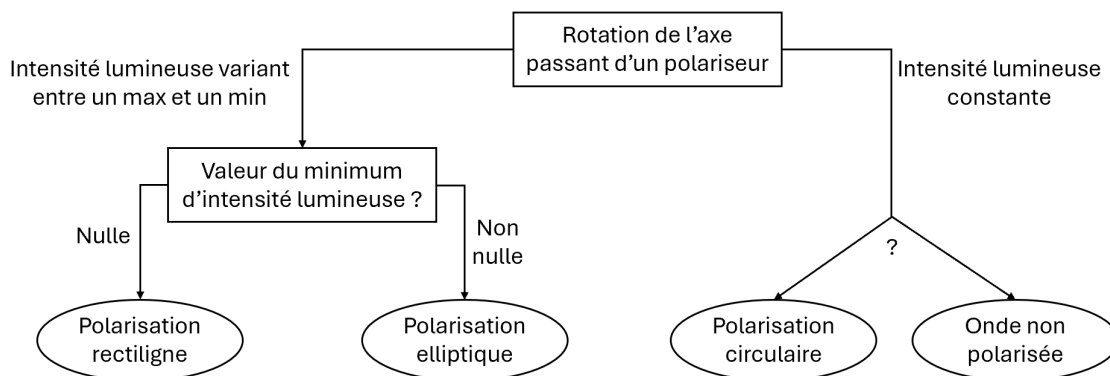 Rotation de l'axe
passant d'un polariseur
Intensité lumineuse variant
entre un max et un min
Intensité lumineuse
constante
Valeur du minimum
d'intensité lumineuse ?
Nulle
Non
nulle
?
Polarisation
rectiligne
Polarisation
elliptique
Polarisation
circulaire
Onde non
polarisée